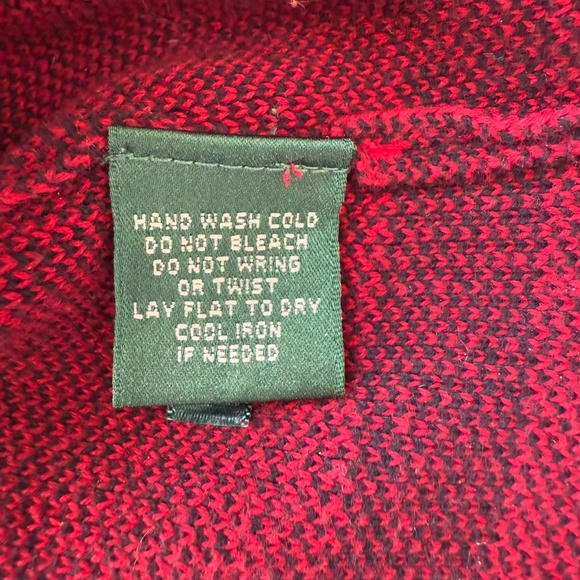 HAND WASH COLD
DO NOT BLEACH
DO NOT WRING
OR TWIST
LAY FLAT TO DRY
COOL IRON
IF NEEDED